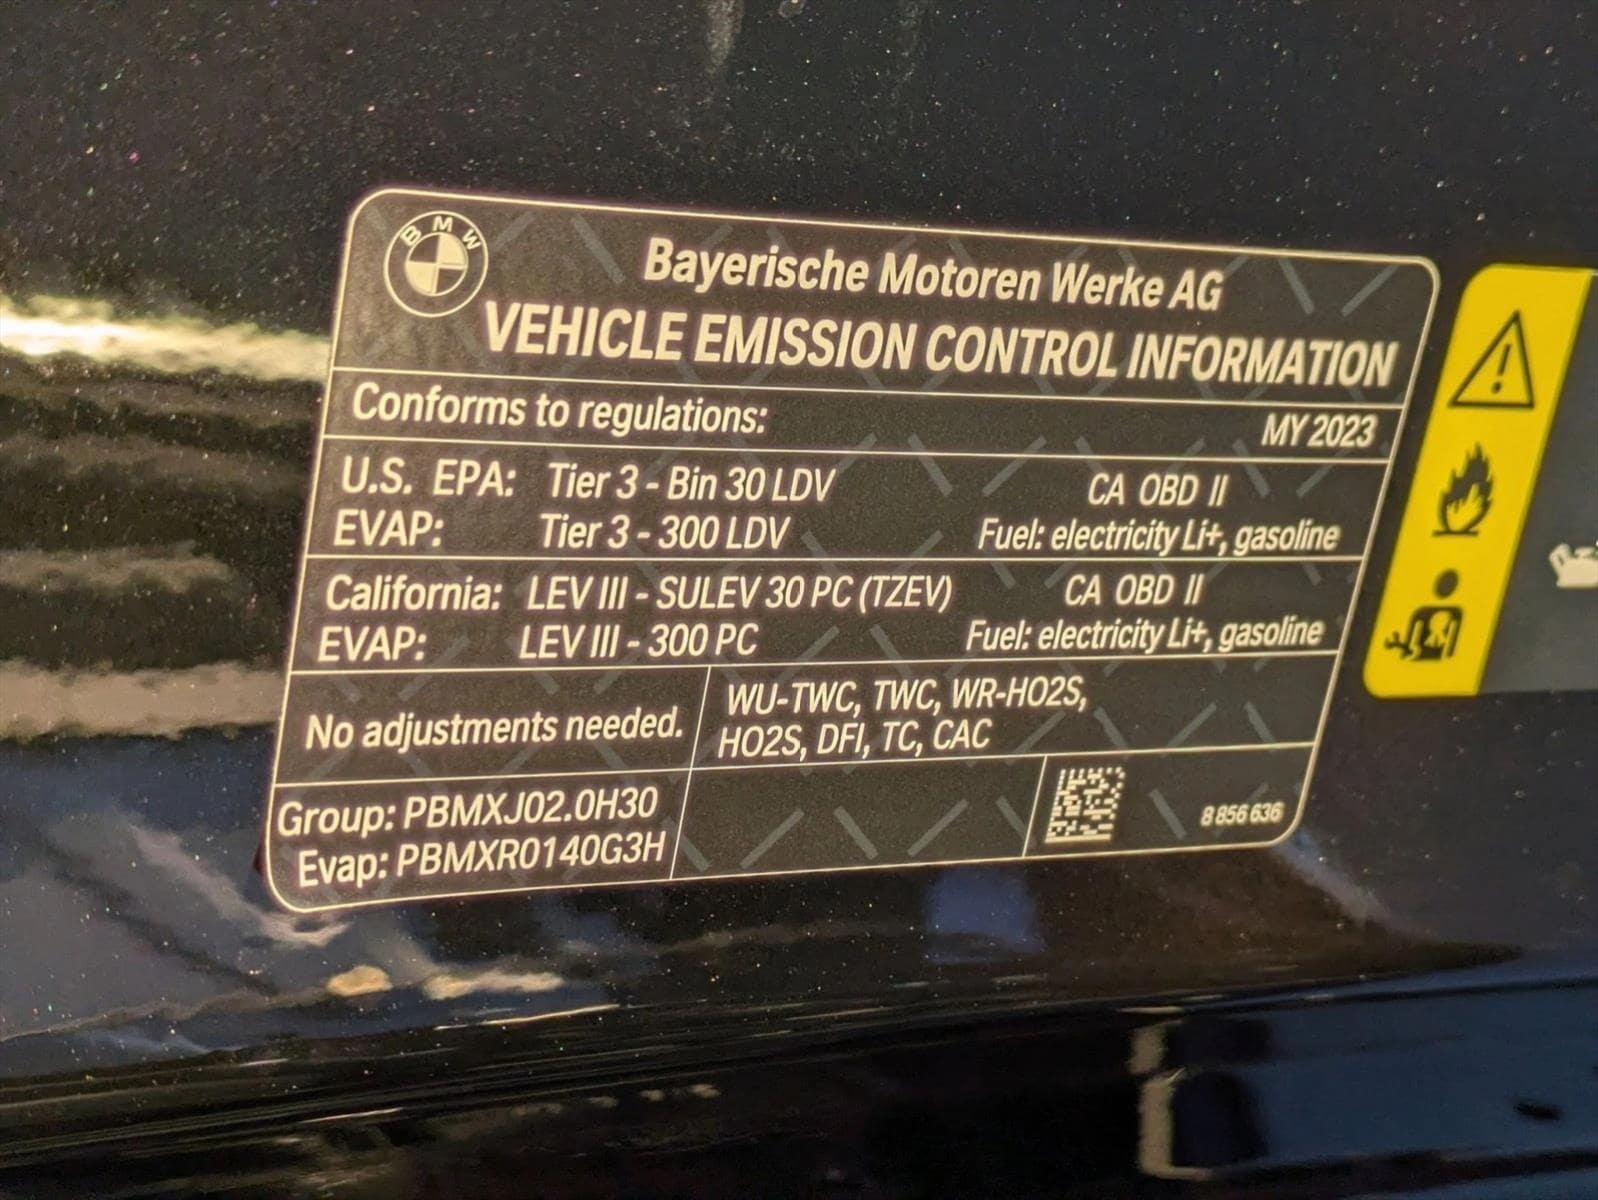 BMW
Bayerische Motoren Werke AG
VEHICLE EMISSION CONTROL INFORMATION
Conforms to regulations: MY 2023
U.S. EPA: Tier 3 - Bin 30 LDV CA OBD II
EVAP: Tier 3 - 300 LDV Fuel: electricity Li+, gasoline
California: LEV III - SULEV 30 PC (TZEV) CA OBD II
EVAP: LEV III - 300 PC Fuel: electricity Li+, gasoline
No adjustments needed.
WU-TWC, TWC, WR-HO2S,
HO2S, DFI, TC, CAC
Group: PBMXJ02.0H30
Evap: PBMXR0140G3H
8 856 636